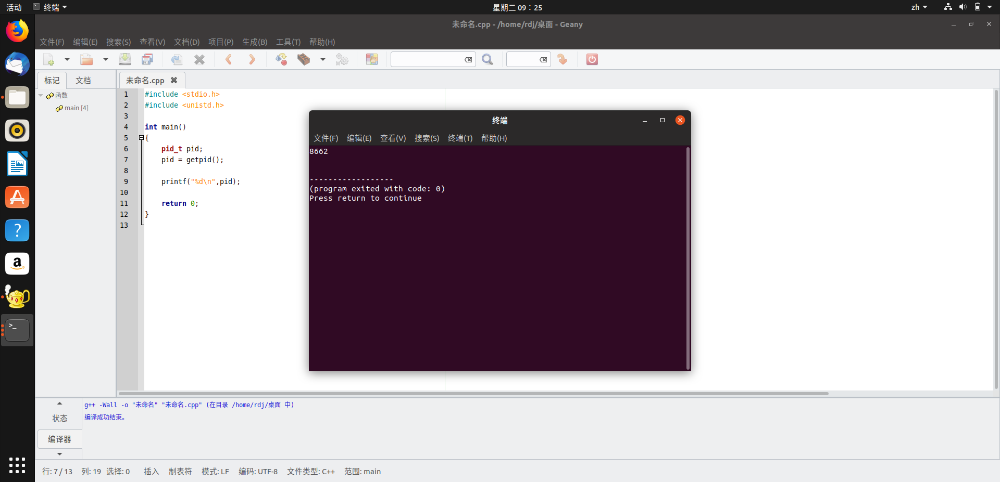 活动 终端 星期二 09：25 zh
未命名.cpp - /home/rdj/桌面 - Geany
文件(F) 编辑(E) 搜索(S) 查看(V) 文档(D) 项目(P) 生成(B) 工具(T) 帮助(H)
标记 文档
函数
main [4]
未命名.cpp
1 #include <stdio.h>
2 #include <unistd.h>
3
4 int main()
5 {
6 pid_t pid;
7 pid = getpid();
8
9 printf("%d\n",pid);
10
11 return 0;
12 }
13
终端
文件(F) 编辑(E) 查看(V) 搜索(S) 终端(T) 帮助(H)
8662
------------------
(program exited with code: 0)
Press return to continue
状态
编译器
g++ -Wall -o "未命名" "未命名.cpp" (在目录 /home/rdj/桌面 中)
编译成功结束。
行: 7 / 13 列: 19 选择: 0 插入 制表符 模式: LF 编码: UTF-8 文件类型: C++ 范围: main